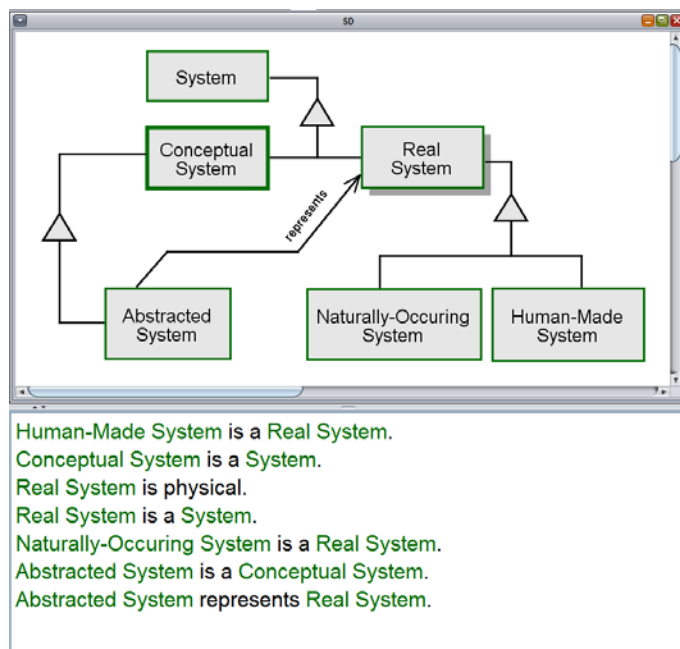 SD
System
Conceptual
System
Real
System
represents
Abstracted
System
Naturally-Occuring
System
Human-Made
System
Human-Made System is a Real System.
Conceptual System is a System.
Real System is physical.
Real System is a System.
Naturally-Occuring System is a Real System.
Abstracted System is a Conceptual System.
Abstracted System represents Real System.